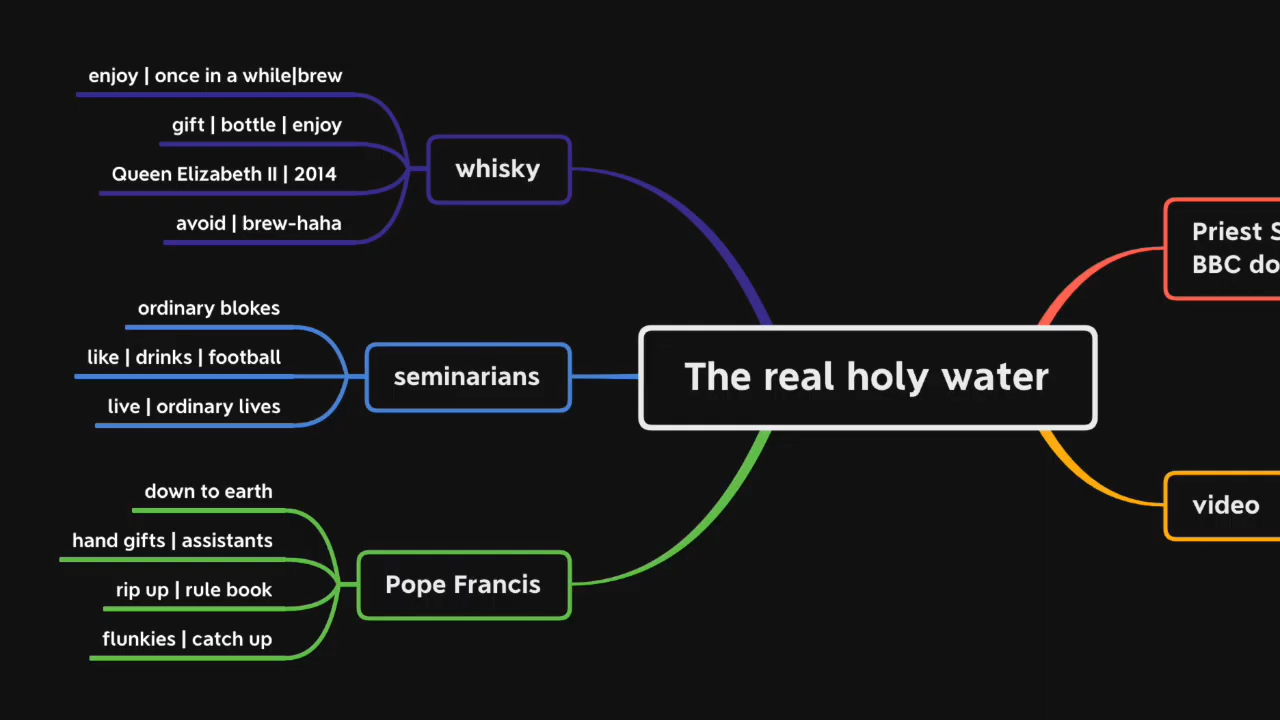 enjoy | once in a while|brew
gift | bottle | enjoy
Queen Elizabeth II | 2014
avoid | brew-haha
whisky
ordinary blokes
like | drinks | football
live | ordinary lives
seminarians
down to earth
hand gifts | assistants
rip up | rule book
flunkies | catch up
Pope Francis
The real holy water
Priest
BBC
video